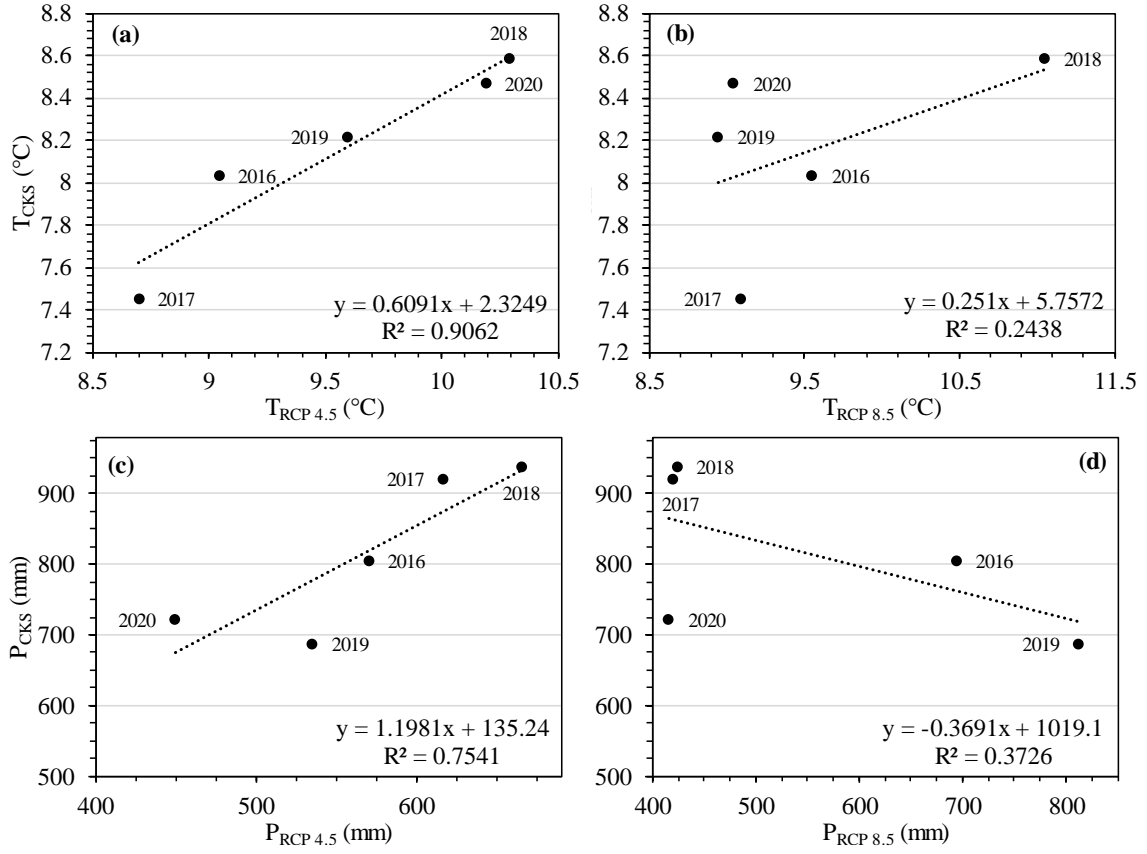 8.8
8.6
8.4
8.2
8
7.8
7.6
7.4
7.2
T_CKS (°C)
(a)
2018
2020
2019
2016
2017
y = 0.6091x + 2.3249
R² = 0.9062
8.5 9 9.5 10 10.5
T_RCP 4.5 (°C)
8.8
8.6
8.4
8.2
8
7.8
7.6
7.4
7.2
(b)
2018
2020
2019
2016
2017
y = 0.251x + 5.7572
R² = 0.2438
8.5 9.5 10.5 11.5
T_RCP 8.5 (°C)
900
800
700
600
500
P_CKS (mm)
(c)
2017
2018
2016
2020
2019
y = 1.1981x + 135.24
R² = 0.7541
400 500 600
P_RCP 4.5 (mm)
900
800
700
600
500
(d)
2018
2017
2016
2020
2019
y = -0.3691x + 1019.1
R² = 0.3726
400 500 600 700 800
P_RCP 8.5 (mm)